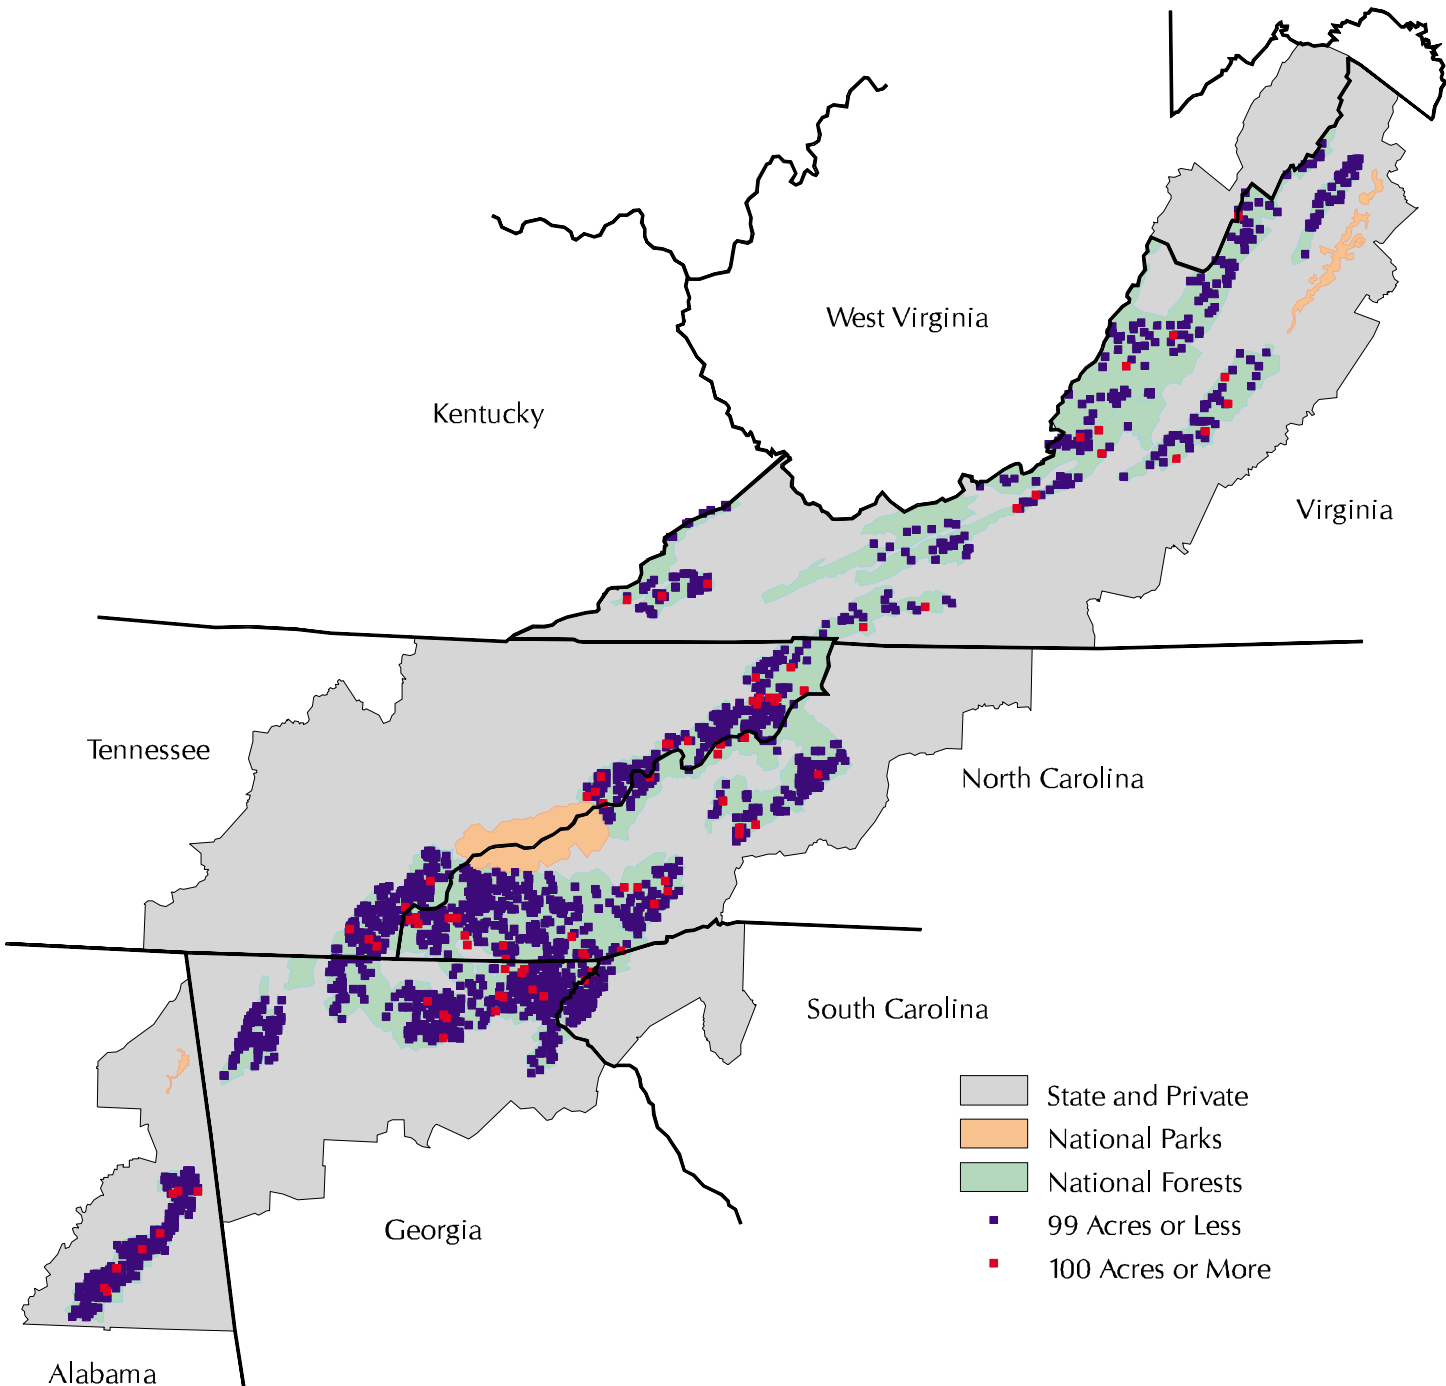 West Virginia
Kentucky
Virginia
Tennessee
North Carolina
South Carolina
State and Private
National Parks
National Forests
99 Acres or Less
100 Acres or More
Georgia
Alabama